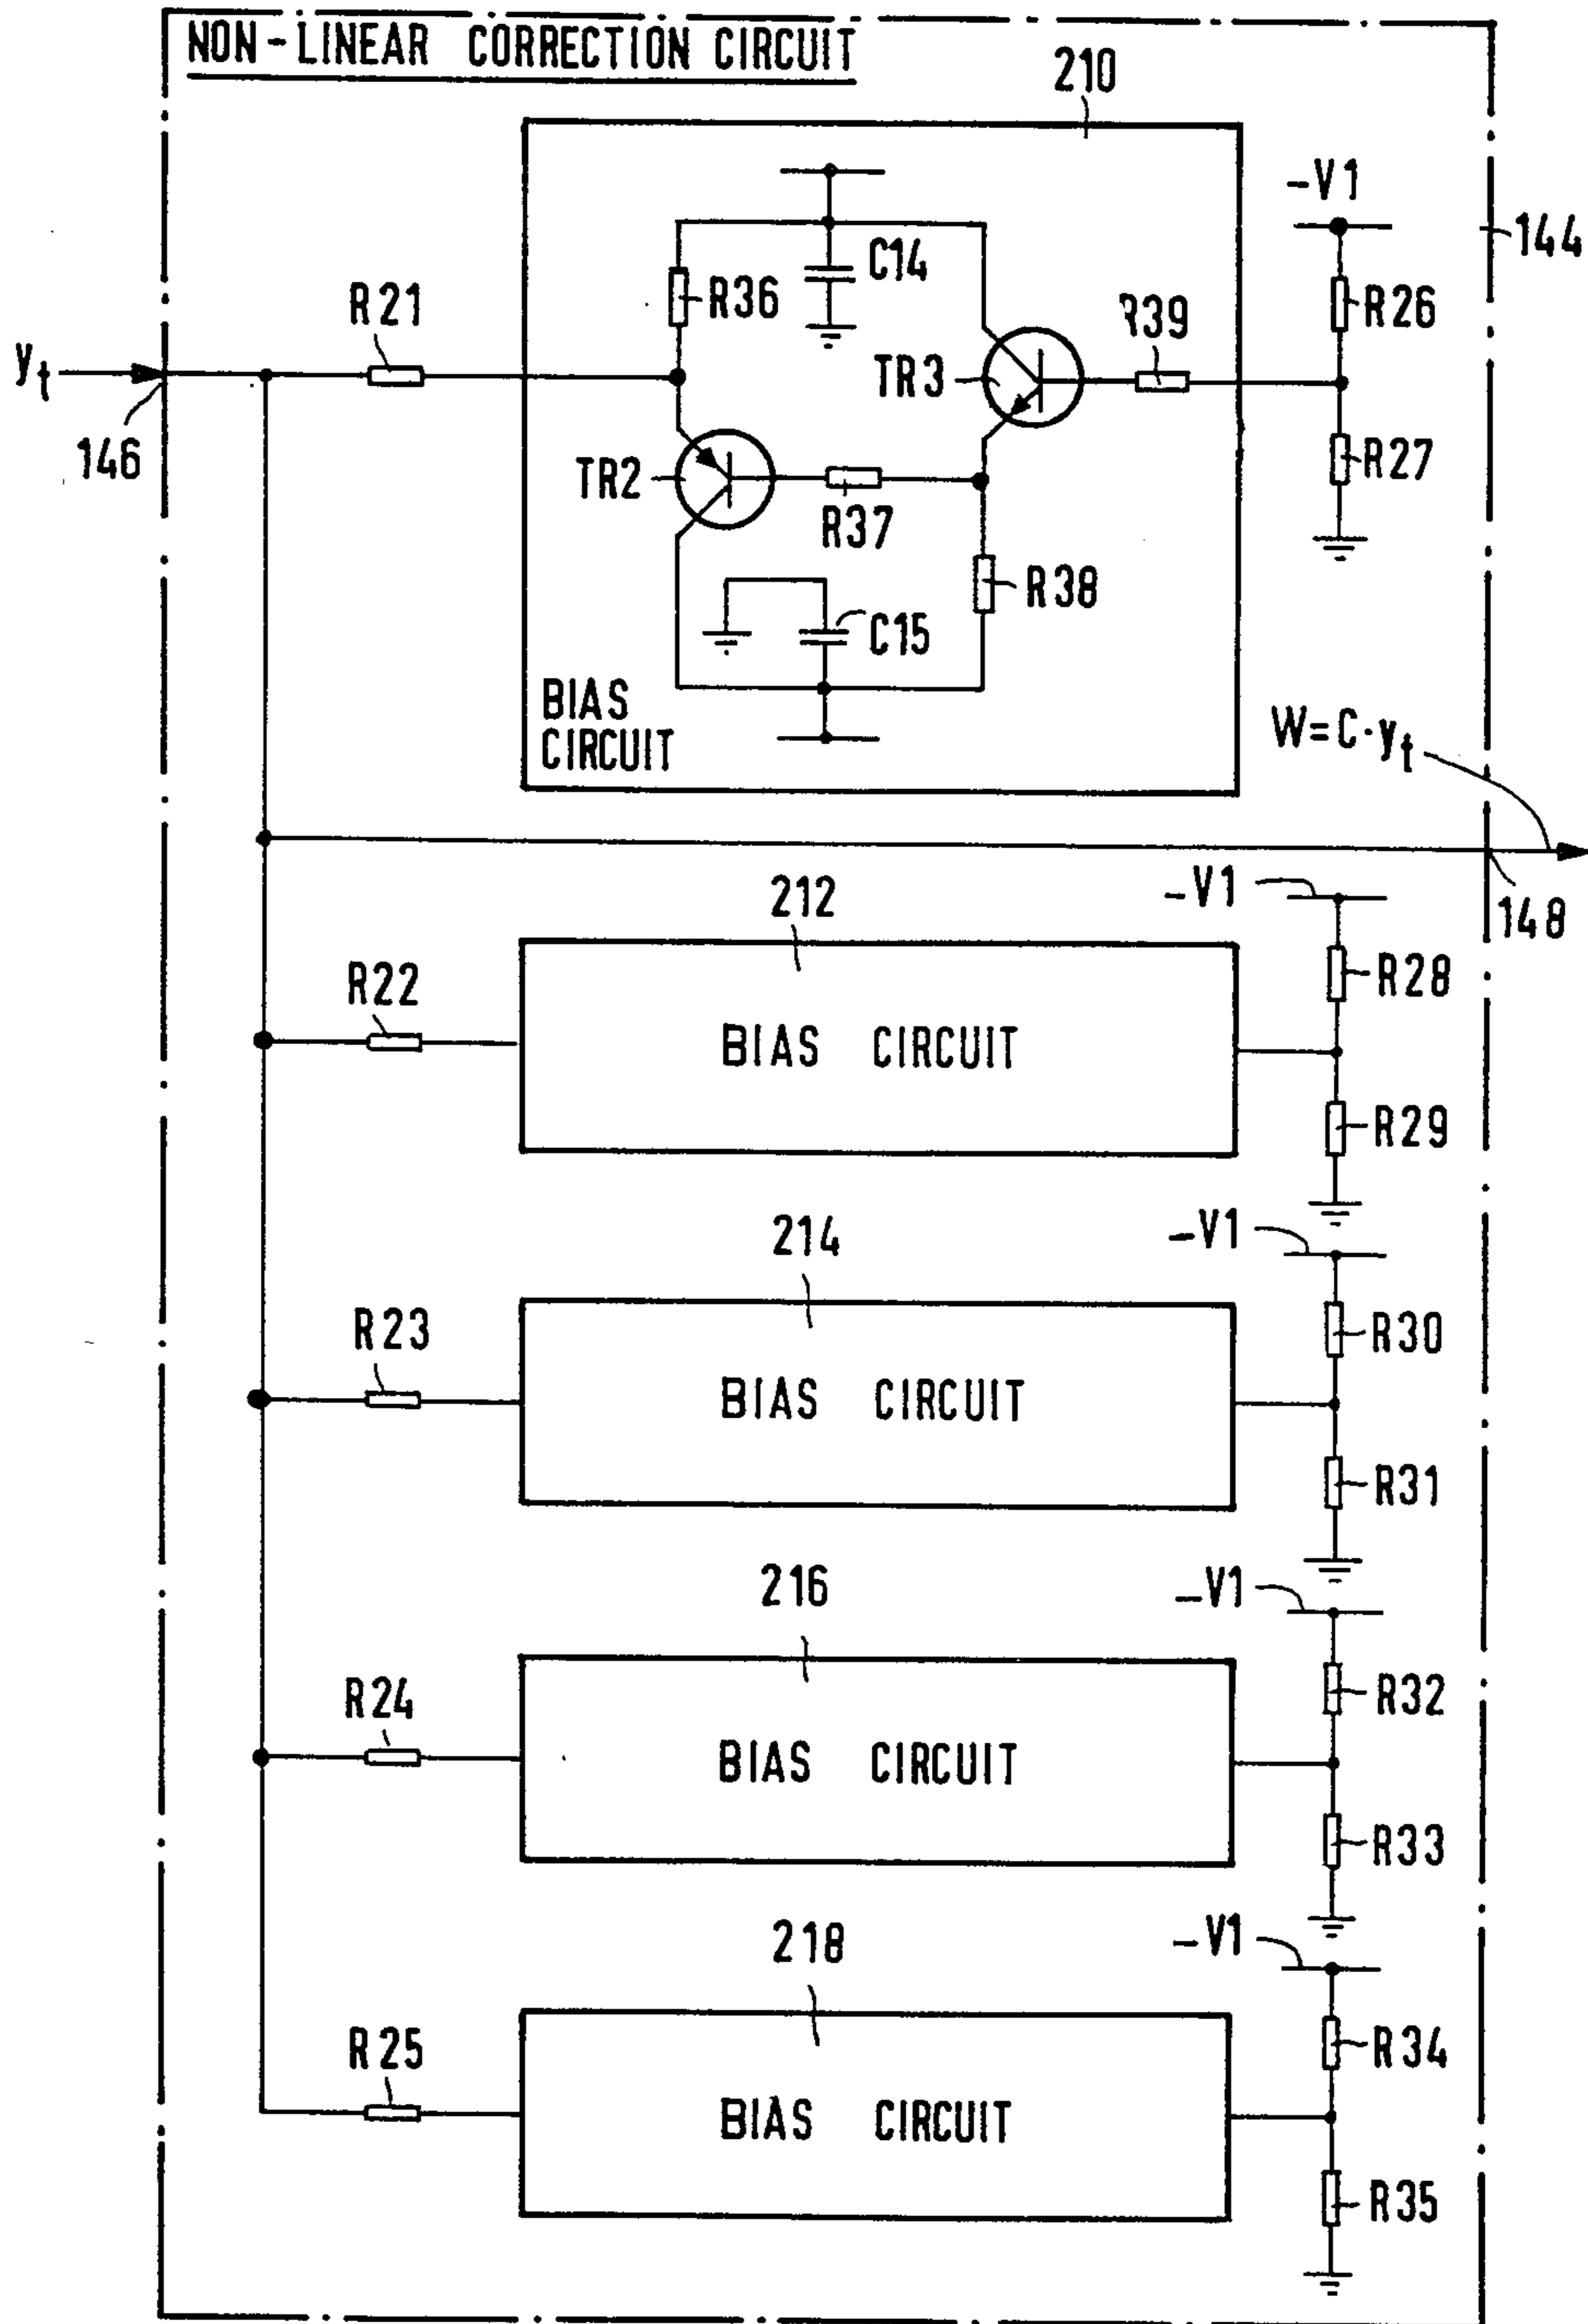 NON-LINEAR CORRECTION CIRCUIT
210
-V1
144
C14
R36
R21
R39
R26
yt
TR3
146
TR2
R27
R37
R38
C15
BIAS
CIRCUIT
W=C·yt
212
-V1
148
R22
R28
BIAS CIRCUIT
R29
214
-V1
R23
R30
BIAS CIRCUIT
R31
216
-V1
R24
R32
BIAS CIRCUIT
R33
218
-V1
R25
R34
BIAS CIRCUIT
R35